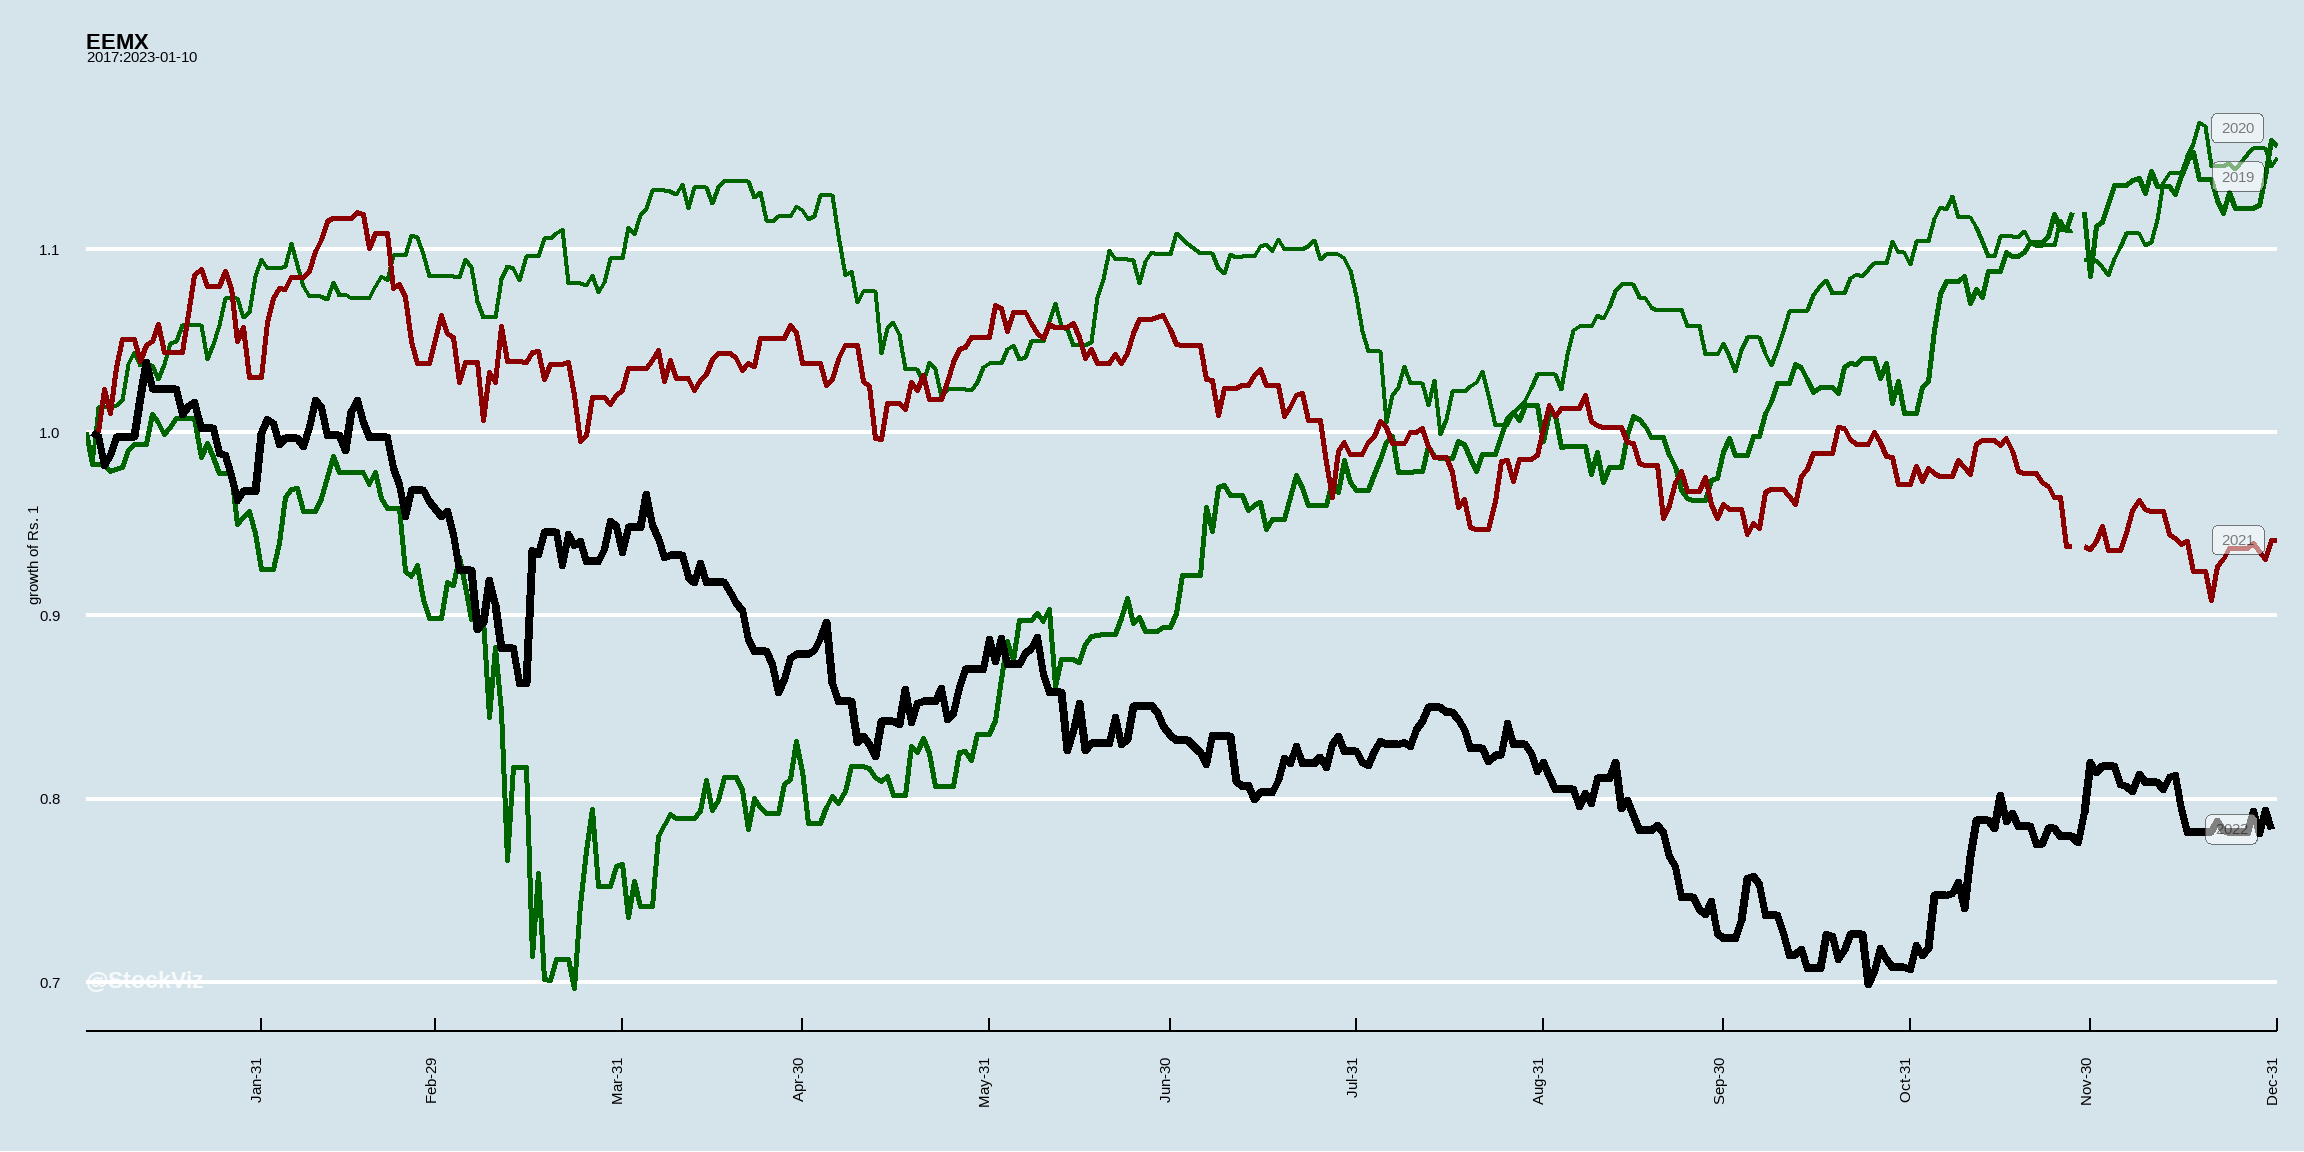 EEMX
2017:2023-01-10
2020
2019
1.1
1.0
2021
growth of Rs. 1
0.9
0.8
2022
0.7
@StockViz
Jan-31
Feb-29
Mar-31
Apr-30
May-31
Jun-30
Jul-31
Aug-31
Sep-30
Oct-31
Nov-30
Dec-31